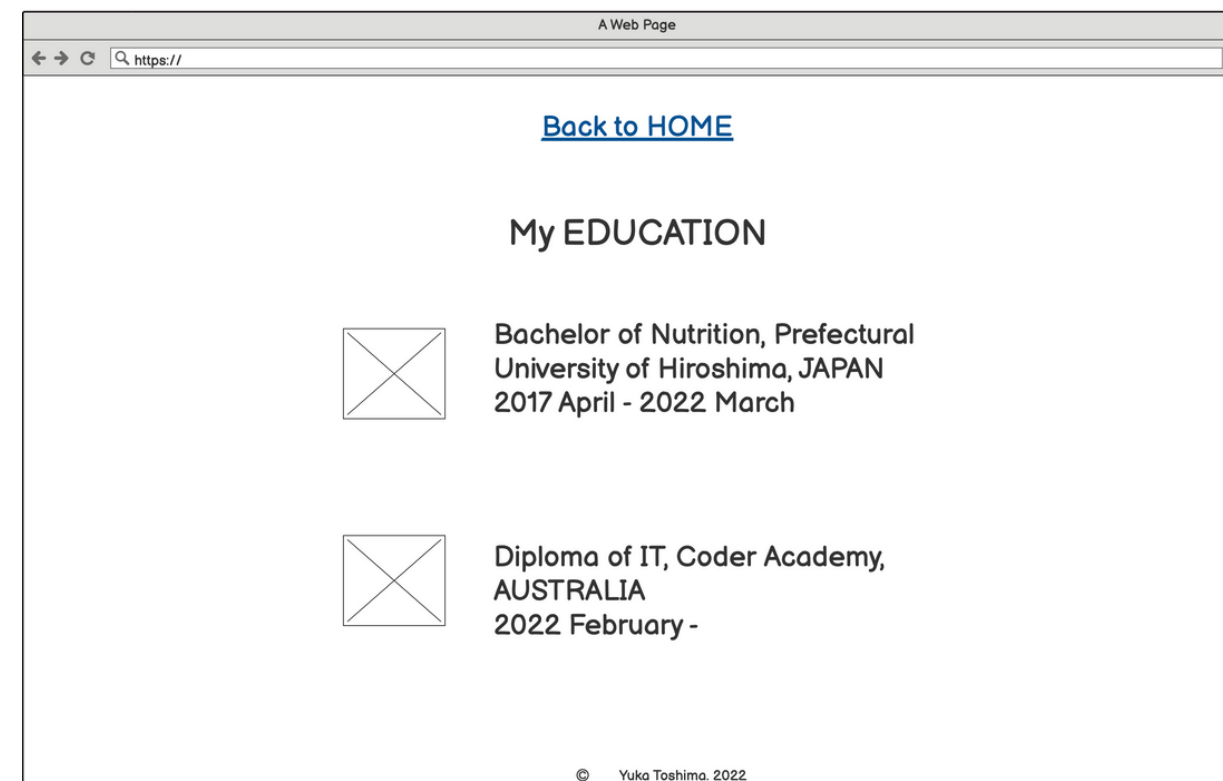 A Web Page
https://
Back to HOME
My EDUCATION
Bachelor of Nutrition, Prefectural
University of Hiroshima, JAPAN
2017 April - 2022 March
Diploma of IT, Coder Academy,
AUSTRALIA
2022 February -
© Yuka Toshima. 2022